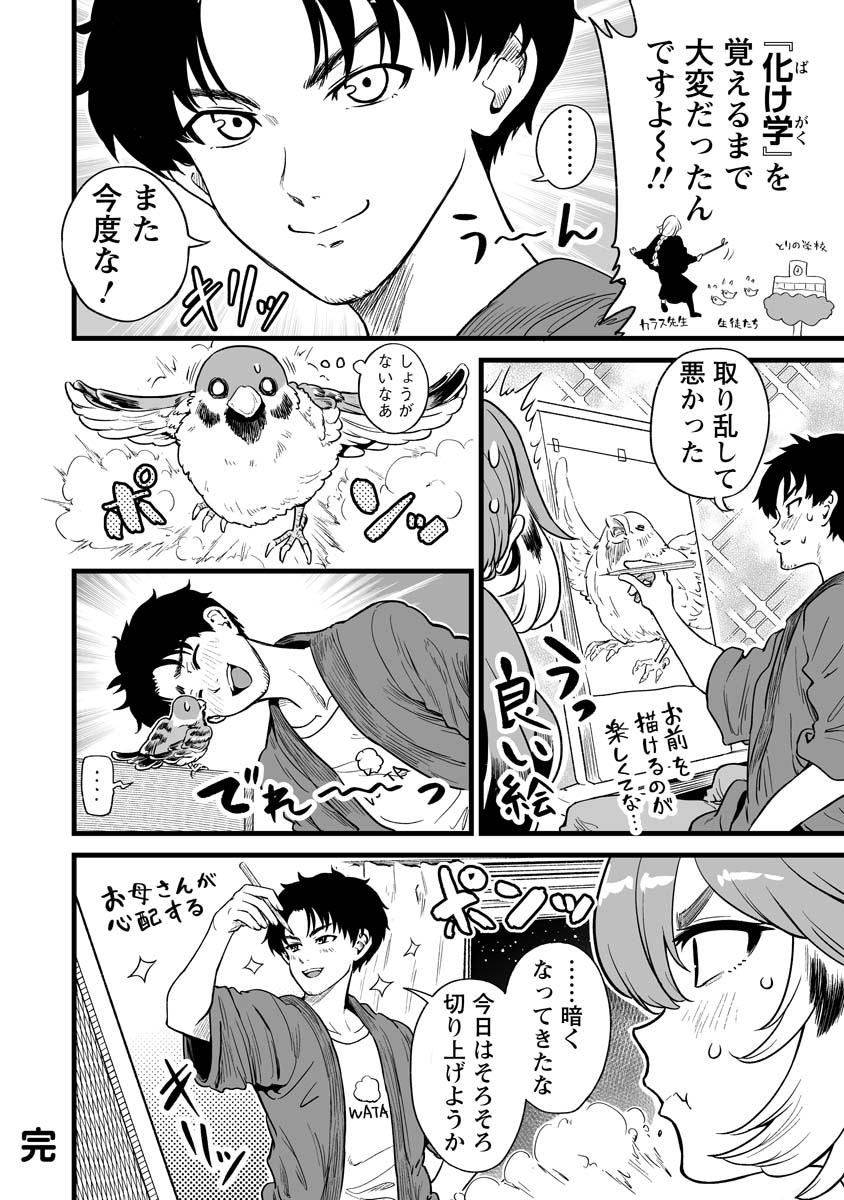 『化け学』を
ばがく
覚えるまで
大変だったん
ですよ〜!!
とりの学校
カラス先生
生徒たち
………
う〜〜ん
また
今度な！
キリッ
取り乱して
悪かった
お前を
描けるのが
楽しくてな…
うっ
良い絵
しょうが
ないなあ
ポンッ
でれ〜〜っ
…
ポンッ
……暗く
なってきたな
今日はそろそろ
切り上げようか
お母さんが
心配する
WATA
完